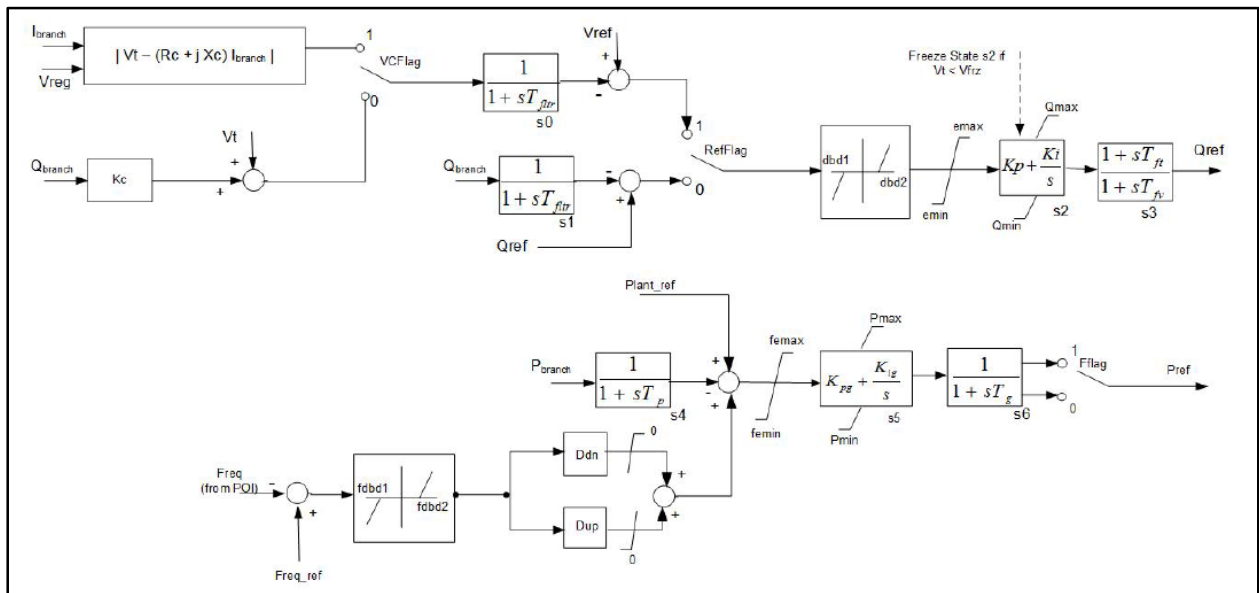 Ibranch
Vreg
| Vt – (Rc + j Xc) Ibranch |
1
VCFlag
0
Qbranch
Kc
Vt
+
+
1
1 + sTfltr
s0
Vref
+
-
Qbranch
1
1 + sTfltr
s1
-
+
Qref
1
RefFlag
0
dbd1
dbd2
emax
emin
Freeze State s2 if
Vt < Vfrz
Qmax
Kp + Ki
s
s2
Qmin
1 + sTft
1 + sTfv
s3
Qref
Plant_ref
Pbranch
1
1 + sTp
s4
+
-
+
femax
femin
Pmax
Kpg + Kig
s
s5
Pmin
1
1 + sTg
s6
1
Fflag
0
Pref
Freq
(from POI)
-
+
Freq_ref
fdbd1
fdbd2
Ddn
0
Dup
0
+
+